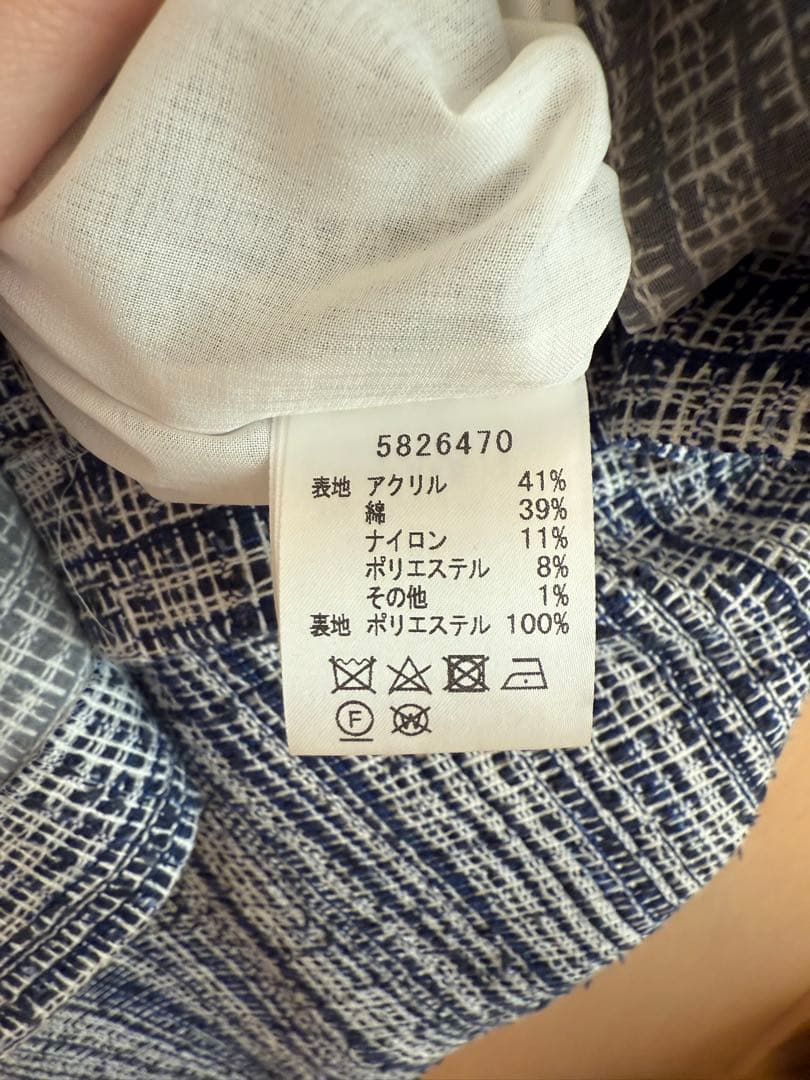 5826470
表地 アクリル 41%
綿 39%
ナイロン 11%
ポリエステル 8%
その他 1%
裏地 ポリエステル 100%
F W